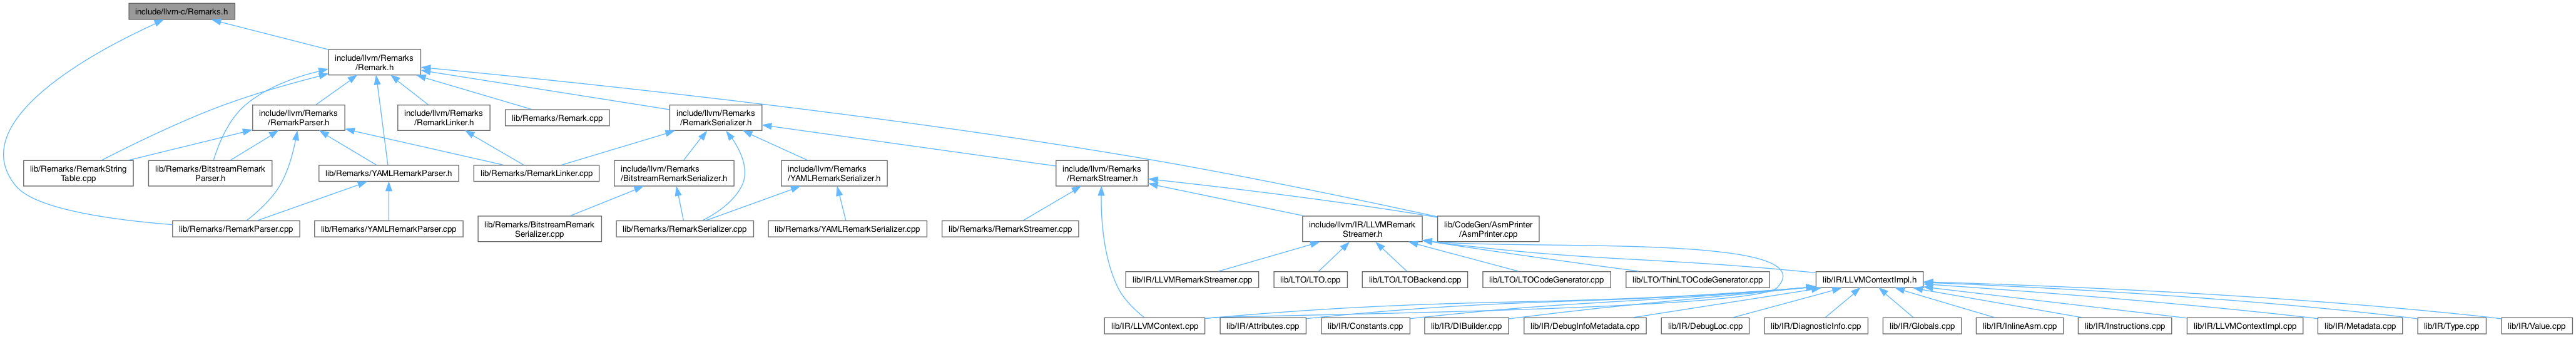 include/llvm-c/Remarks.h
include/llvm/Remarks
/Remark.h
include/llvm/Remarks
/RemarkParser.h
include/llvm/Remarks
/RemarkLinker.h
lib/Remarks/Remark.cpp
include/llvm/Remarks
/RemarkSerializer.h
lib/Remarks/RemarkString
Table.cpp
lib/Remarks/BitstreamRemark
Parser.h
lib/Remarks/YAMLRemarkParser.h
lib/Remarks/RemarkLinker.cpp
include/llvm/Remarks
/BitstreamRemarkSerializer.h
include/llvm/Remarks
/YAMLRemarkSerializer.h
include/llvm/Remarks
/RemarkStreamer.h
lib/Remarks/RemarkParser.cpp
lib/Remarks/YAMLRemarkParser.cpp
lib/Remarks/BitstreamRemark
Serializer.cpp
lib/Remarks/RemarkSerializer.cpp
lib/Remarks/YAMLRemarkSerializer.cpp
lib/Remarks/RemarkStreamer.cpp
include/llvm/IR/LLVMRemark
Streamer.h
lib/CodeGen/AsmPrinter
/AsmPrinter.cpp
lib/IR/LLVMRemarkStreamer.cpp
lib/LTO/LTO.cpp
lib/LTO/LTOBackend.cpp
lib/LTO/LTOCodeGenerator.cpp
lib/LTO/ThinLTOCodeGenerator.cpp
lib/IR/LLVMContextImpl.h
lib/IR/LLVMContext.cpp
lib/IR/Attributes.cpp
lib/IR/Constants.cpp
lib/IR/DIBuilder.cpp
lib/IR/DebugInfoMetadata.cpp
lib/IR/DebugLoc.cpp
lib/IR/DiagnosticInfo.cpp
lib/IR/Globals.cpp
lib/IR/InlineAsm.cpp
lib/IR/Instructions.cpp
lib/IR/LLVMContextImpl.cpp
lib/IR/Metadata.cpp
lib/IR/Type.cpp
lib/IR/Value.cpp